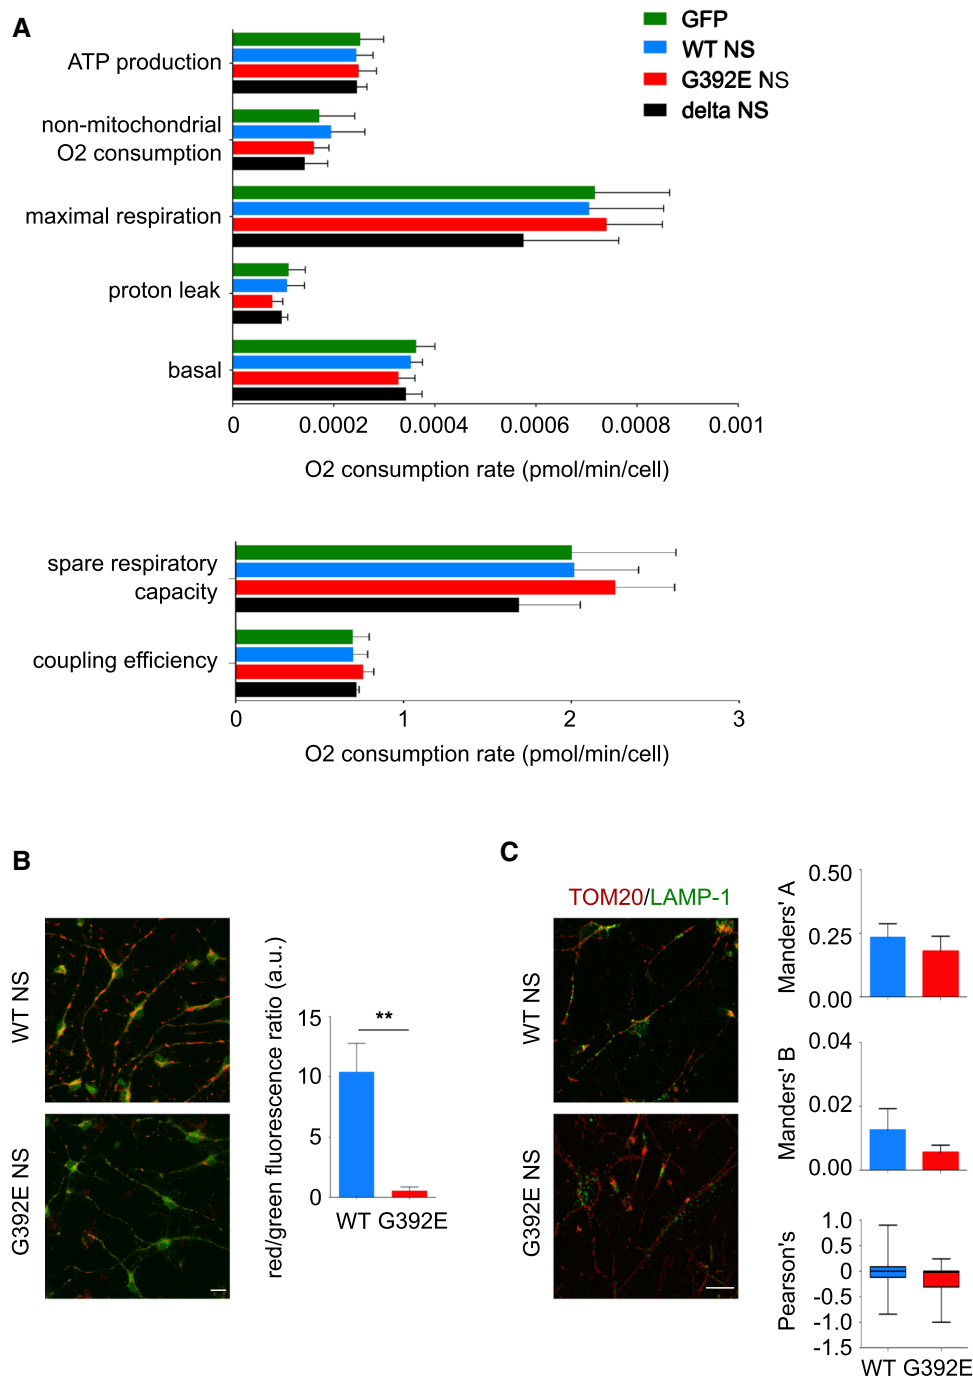 A
GFP
WT NS
G392E NS
delta NS
ATP production
non-mitochondrial
O2 consumption
maximal respiration
proton leak
basal
0 0.0002 0.0004 0.0006 0.0008 0.001
O2 consumption rate (pmol/min/cell)
spare respiratory
capacity
coupling efficiency
0 1 2 3
O2 consumption rate (pmol/min/cell)
B
WT NS
G392E NS
red/green fluorescence ratio (a.u.)
15
10
5
0
**
WT G392E
C
TOM20/LAMP-1
WT NS
G392E NS
Manders' A
0.50
0.25
0.00
Manders' B
0.04
0.02
0.00
Pearson's
1.0
0.5
0
-0.5
-1.0
-1.5
WT G392E